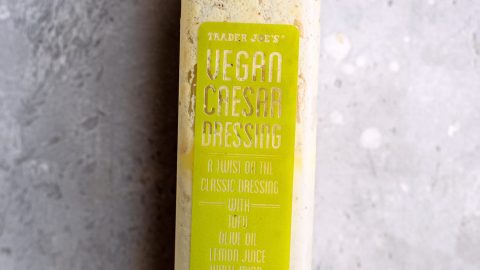 TRADER JOE'S
VEGAN
CAESAR
DRESSING
A TWIST ON THE
CLASSIC DRESSING
WITH
TOFU
OLIVE OIL
LEMON JUICE